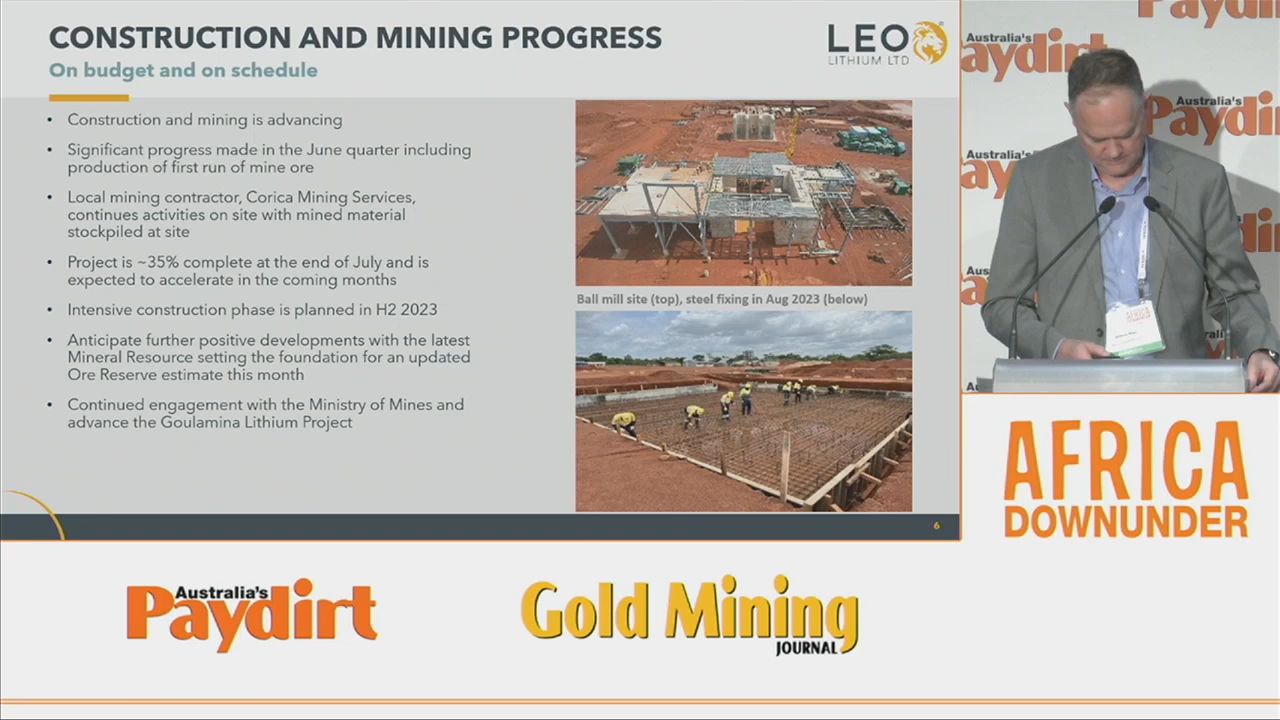 CONSTRUCTION AND MINING PROGRESS
On budget and on schedule
LEO
LITHIUM LTD
• Construction and mining is advancing
• Significant progress made in the June quarter including
production of first run of mine ore
• Local mining contractor, Corica Mining Services,
continues activities on site with mined material
stockpiled at site
• Project is ~35% complete at the end of July and is
expected to accelerate in the coming months
• Intensive construction phase is planned in H2 2023
• Anticipate further positive developments with the latest
Mineral Resource setting the foundation for an updated
Ore Reserve estimate this month
• Continued engagement with the Ministry of Mines and
advance the Goulamina Lithium Project
Ball mill site (top), steel fixing in Aug 2023 (below)
6
Australia's
Paydirt
Australia's
Paydirt
AFRICA
DOWNUNDER
Australia's
Paydirt
Gold Mining
JOURNAL